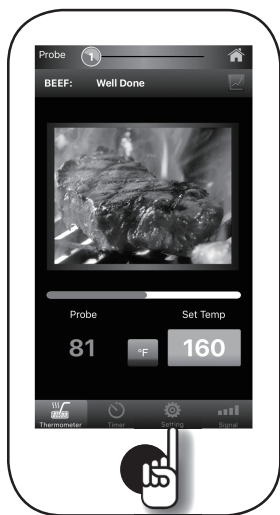 Probe 1
BEEF: Well Done
Probe Set Temp
81 °F 160
Thermometer Timer Setting Signal